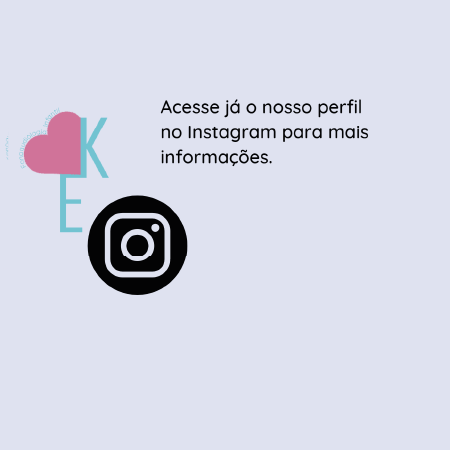 Acesse já o nosso perfil
no Instagram para mais
informações.
K
E